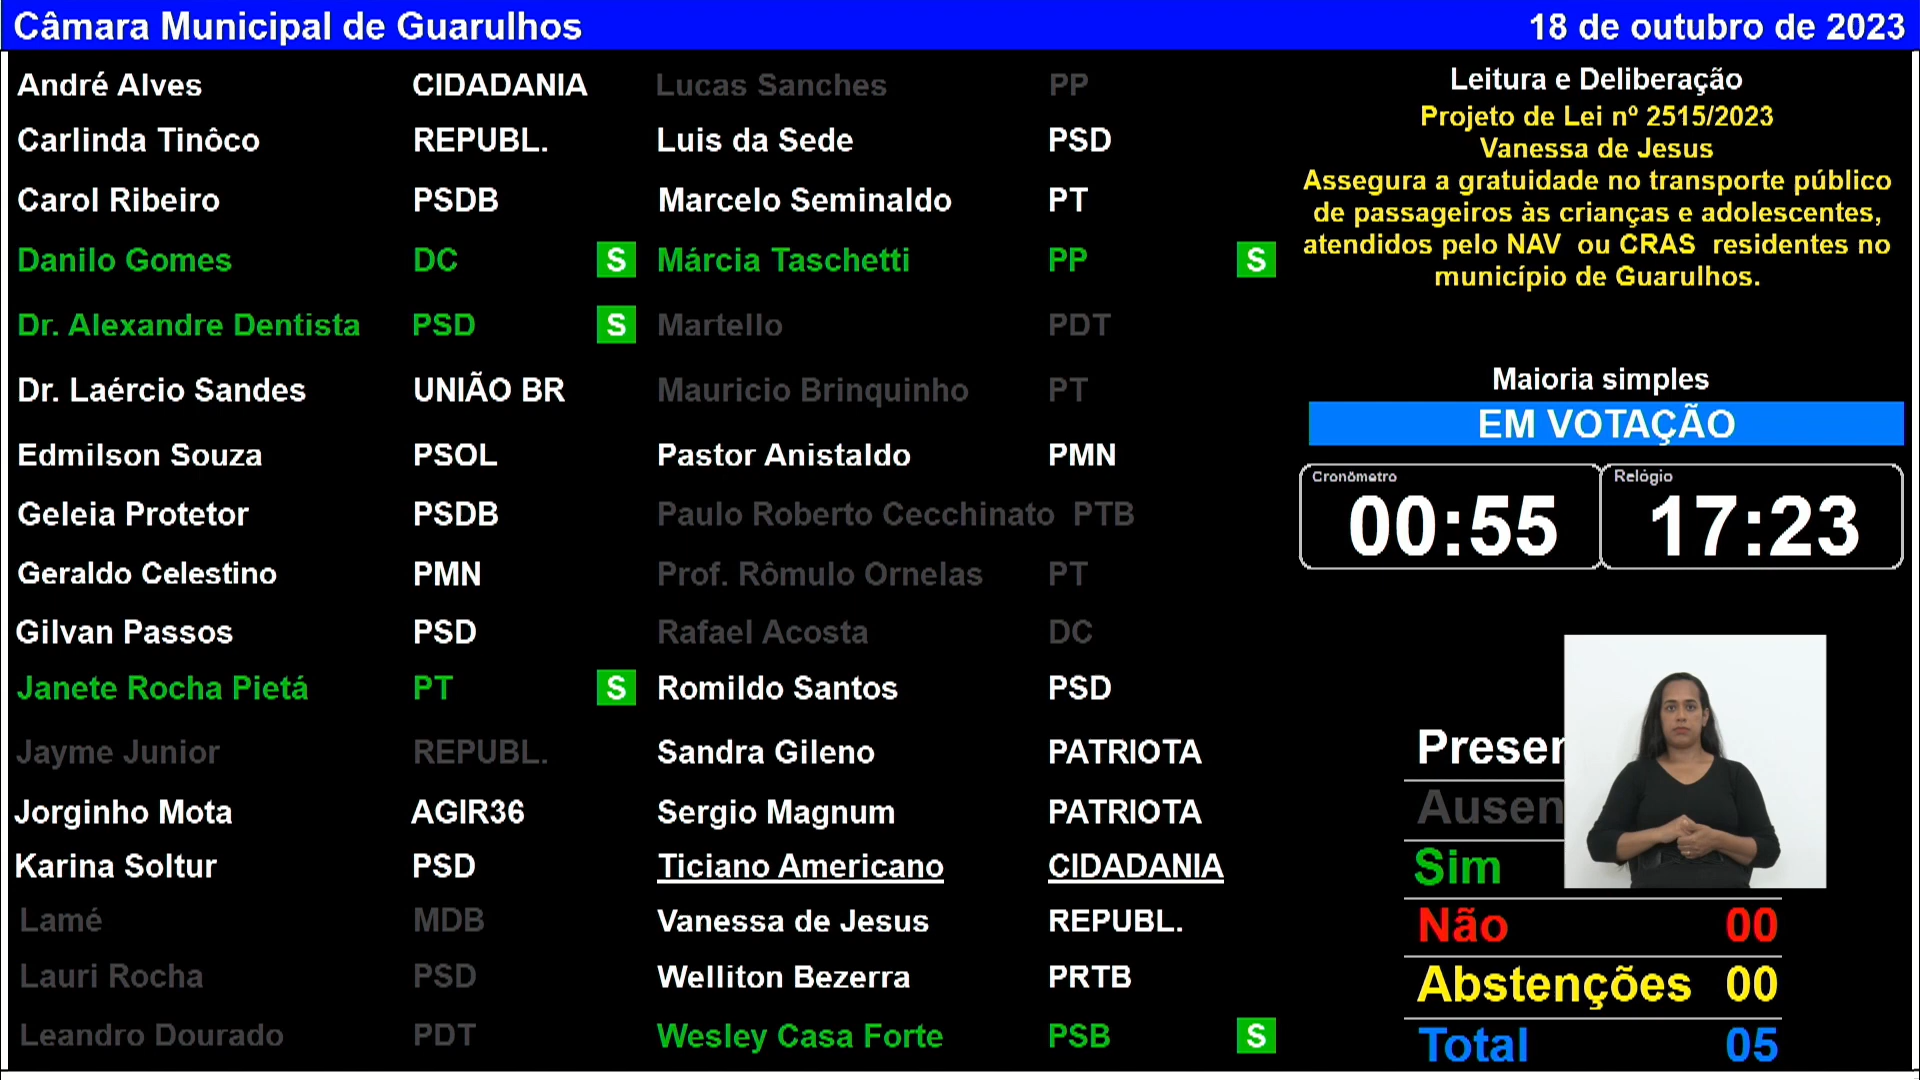 Câmara Municipal de Guarulhos 18 de outubro de 2023
André Alves CIDADANIA
Carlinda Tinôco REPUBL.
Carol Ribeiro PSDB
Danilo Gomes DC S
Dr. Alexandre Dentista PSD S
Dr. Laércio Sandes UNIÃO BR
Edmilson Souza PSOL
Geleia Protetor PSDB
Geraldo Celestino PMN
Gilvan Passos PSD
Janete Rocha Pietá PT S
Jayme Junior REPUBL.
Jorginho Mota AGIR36
Karina Soltur PSD
Lamé MDB
Lauri Rocha PSD
Leandro Dourado PDT
Lucas Sanches PP
Luis da Sede PSD
Marcelo Seminaldo PT
Márcia Taschetti PP S
Martello PDT
Mauricio Brinquinho PT
Pastor Anistaldo PMN
Paulo Roberto Cecchinato PTB
Prof. Rômulo Ornelas PT
Rafael Acosta DC
Romildo Santos PSD
Sandra Gileno PATRIOTA
Sergio Magnum PATRIOTA
Ticiano Americano CIDADANIA
Vanessa de Jesus REPUBL.
Welliton Bezerra PRTB
Wesley Casa Forte PSB S
Leitura e Deliberação
Projeto de Lei nº 2515/2023
Vanessa de Jesus
Assegura a gratuidade no transporte público
de passageiros às crianças e adolescentes,
atendidos pelo NAV ou CRAS residentes no
município de Guarulhos.
Maioria simples
EM VOTAÇÃO
Cronômetro Relógio
00:55 17:23
Presen
Ausen
Sim
Não 00
Abstenções 00
Total 05